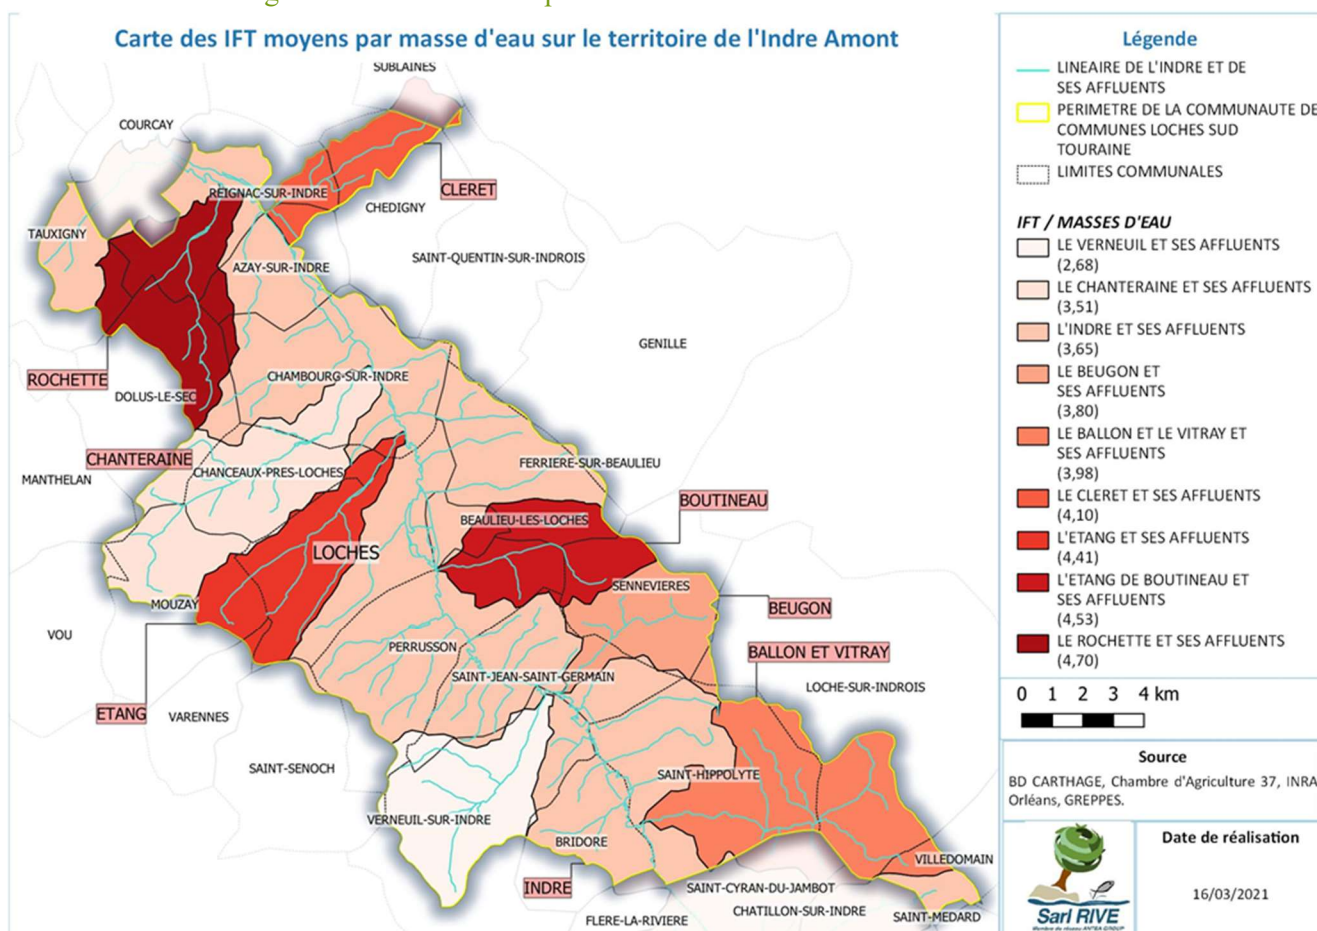 Carte des IFT moyens par masse d'eau sur le territoire de l'Indre Amont
SUBLAINES
COURCAY
CLERET
REIGNAC-SUR-INDRE
CHEDIGNY
TAUXIGNY
SAINT-QUENTIN-SUR-INDROIS
AZAY-SUR-INDRE
GENILLE
ROCHETTE
CHAMBOURG-SUR-INDRE
DOLUS-LE-SEC
CHANTERAINE
CHANCEAUX-PRES-LOCHES
FERRIERE-SUR-BEAULIEU
MANTHELAN
BOUTINEAU
BEAULIEU-LES-LOCHES
LOCHES
SENNEVIERES
MOUZAY
BEUGON
VOU
PERRUSSON
BALLON ET VITRAY
SAINT-JEAN-SAINT-GERMAIN
LOCHE-SUR-INDROIS
ETANG
VARENNES
SAINT-SENOCH
SAINT-HIPPOLYTE
VERNEUIL-SUR-INDRE
BRIDORE
VILLEDOMAIN
INDRE
SAINT-CYRAN-DU-JAMBOT
CHATILLON-SUR-INDRE
FLERE-LA-RIVIERE
SAINT-MEDARD
Légende
LINEAIRE DE L'INDRE ET DE
SES AFFLUENTS
PERIMETRE DE LA COMMUNAUTE DE
COMMUNES LOCHES SUD
TOURAINE
LIMITES COMMUNALES
IFT / MASSES D'EAU
LE VERNEUIL ET SES AFFLUENTS
(2,68)
LE CHANTERAINE ET SES AFFLUENTS
(3,51)
L'INDRE ET SES AFFLUENTS
(3,65)
LE BEUGON ET
SES AFFLUENTS
(3,80)
LE BALLON ET LE VITRAY ET
SES AFFLUENTS
(3,98)
LE CLERET ET SES AFFLUENTS
(4,10)
L'ETANG ET SES AFFLUENTS
(4,41)
L'ETANG DE BOUTINEAU ET
SES AFFLUENTS
(4,53)
LE ROCHETTE ET SES AFFLUENTS
(4,70)
0 1 2 3 4 km
Source
BD CARTHAGE, Chambre d'Agriculture 37, INRA
Orléans, GREPPES.
Sarl RIVE
Membre du réseau ANTEA GROUP
Date de réalisation
16/03/2021